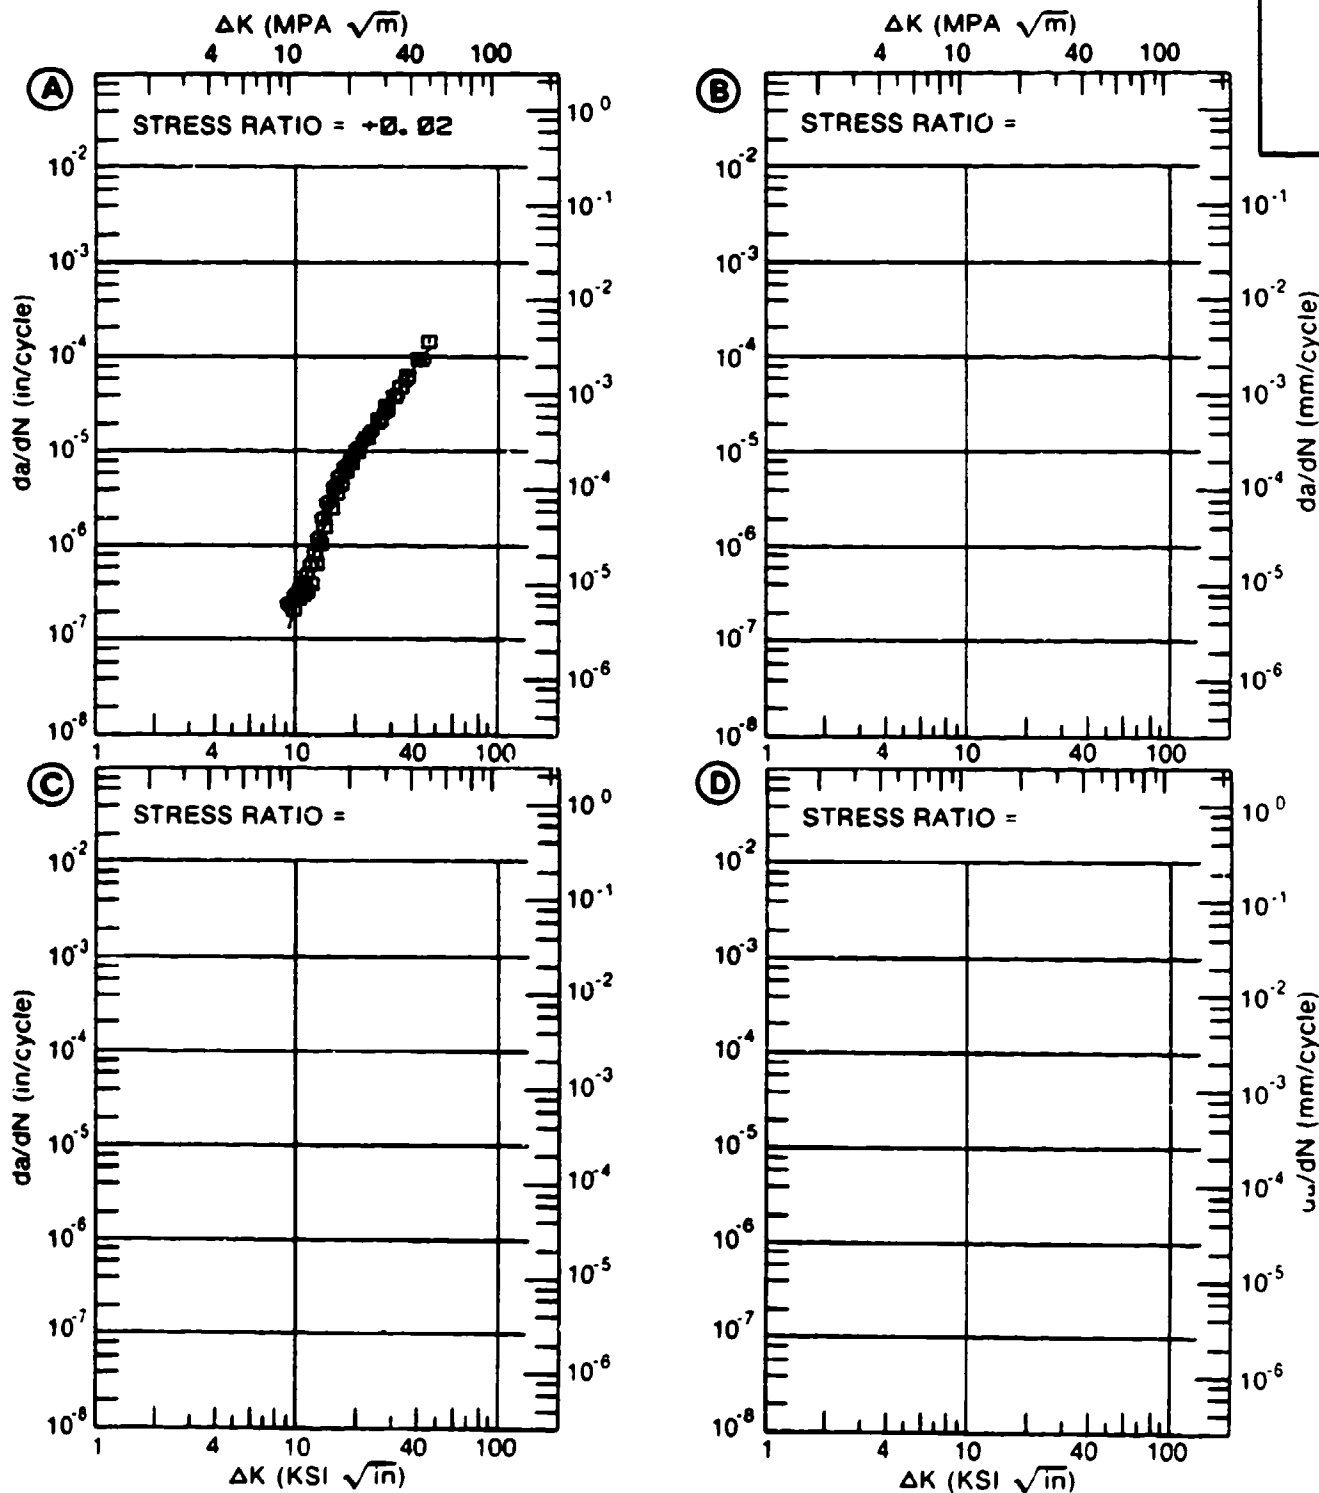 ΔK (MPA √m)
4 10 40 100
A
STRESS RATIO = +0.02
10^0
10^-2
10^-1
10^-3
10^-2
10^-4
10^-3
10^-5
10^-4
10^-6
10^-5
10^-7
10^-6
10^-8
1 4 10 40 100
da/dN (in/cycle)
ΔK (MPA √m)
4 10 40 100
B
STRESS RATIO =
10^-2
10^-1
10^-3
10^-2
10^-4
10^-3
10^-5
10^-4
10^-6
10^-5
10^-7
10^-6
10^-8
1 4 10 40 100
da/dN (mm/cycle)
C
STRESS RATIO =
10^0
10^-2
10^-1
10^-3
10^-2
10^-4
10^-3
10^-5
10^-4
10^-6
10^-5
10^-7
10^-6
10^-8
1 4 10 40 100
da/dN (in/cycle)
ΔK (KSI √in)
D
STRESS RATIO =
10^0
10^-2
10^-1
10^-3
10^-2
10^-4
10^-3
10^-5
10^-4
10^-6
10^-5
10^-7
10^-6
10^-8
1 4 10 40 100
da/dN (mm/cycle)
ΔK (KSI √in)